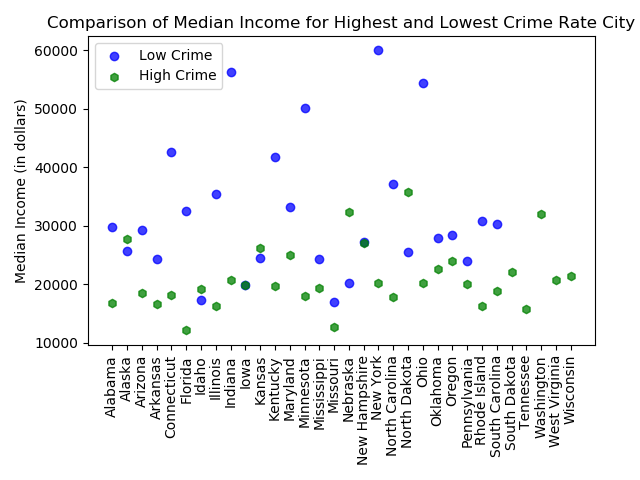 Comparison of Median Income for Highest and Lowest Crime Rate City
Low Crime
High Crime
Median Income (in dollars)
60000
50000
40000
30000
20000
10000
Alabama
Alaska
Arizona
Arkansas
Connecticut
Florida
Idaho
Illinois
Indiana
Iowa
Kansas
Kentucky
Maryland
Minnesota
Mississippi
Missouri
Nebraska
New Hampshire
New York
North Carolina
North Dakota
Ohio
Oklahoma
Oregon
Pennsylvania
Rhode Island
South Carolina
South Dakota
Tennessee
Washington
West Virginia
Wisconsin